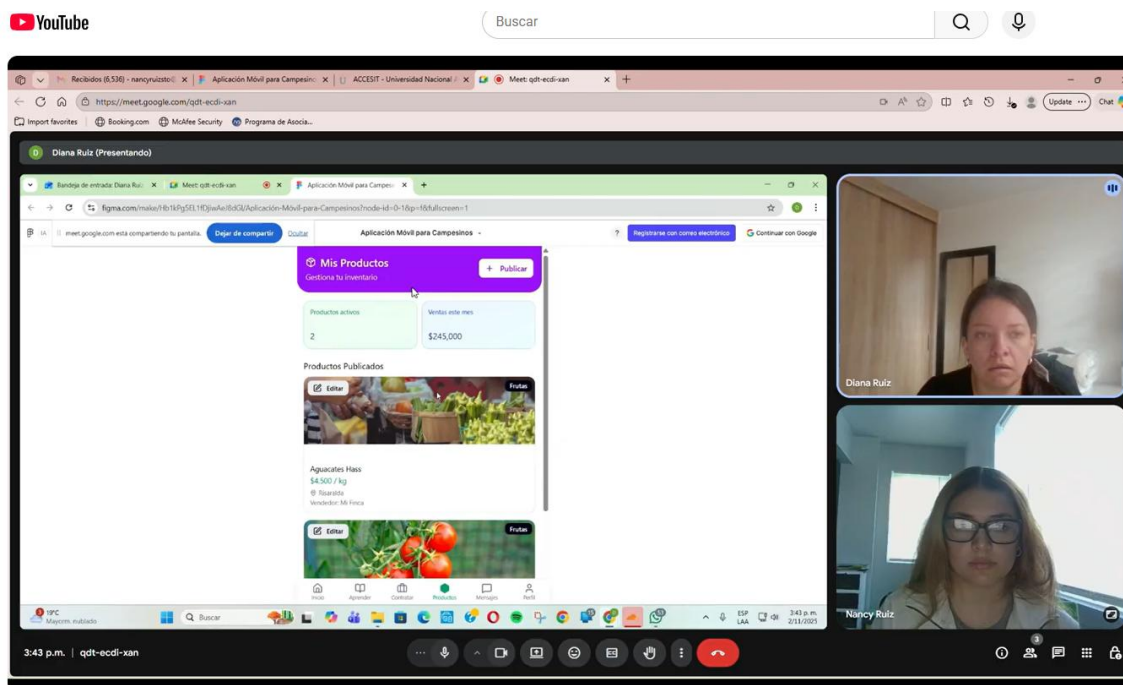 YouTube
Buscar
Recibidos (6,536) - nancyruizsto
Aplicación Móvil para Campesino
ACCESIT - Universidad Nacional
Meet: qdt-ecdi-xan
https://meet.google.com/qdt-ecdi-xan
Update
Chat
Import favorites
Booking.com
McAfee Security
Programa de Asocia...
D
Diana Ruiz (Presentando)
Bandeja de entrada: Diana Rui
Meet: qdt-ecdi-xan
Aplicación Móvil para Campesi
IA
meet.google.com está compartiendo tu pantalla.
Dejar de compartir
Ocultar
Aplicación Móvil para Campesinos
?
Registrarse con correo electrónico
Continuar con Google
Mis Productos
Gestiona tu inventario
+ Publicar
Productos activos
2
Ventas este mes
$245,000
Productos Publicados
Editar
Frutas
Aguacates Hass
$4.500 / kg
Risaralda
Vendedor: Mi Finca
Editar
Frutas
Inicio
Aprender
Contratar
Productos
Mensajes
Perfil
19°C
Mayorm. nublado
Buscar
ESP
LAA
3:43 p. m.
2/11/2025
Diana Ruiz
Nancy Ruiz
3:43 p.m. | qdt-ecdi-xan
3